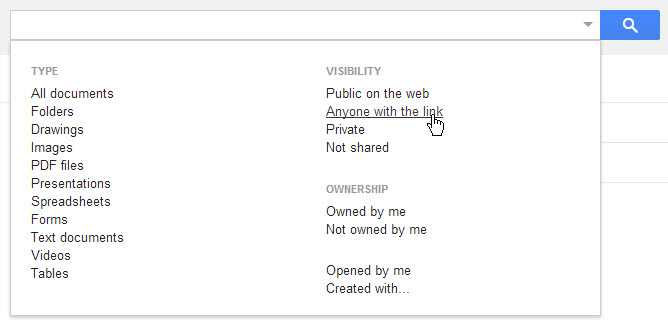 TYPE
All documents
Folders
Drawings
Images
PDF files
Presentations
Spreadsheets
Forms
Text documents
Videos
Tables
VISIBILITY
Public on the web
Anyone with the link
Private
Not shared
OWNERSHIP
Owned by me
Not owned by me
Opened by me
Created with...